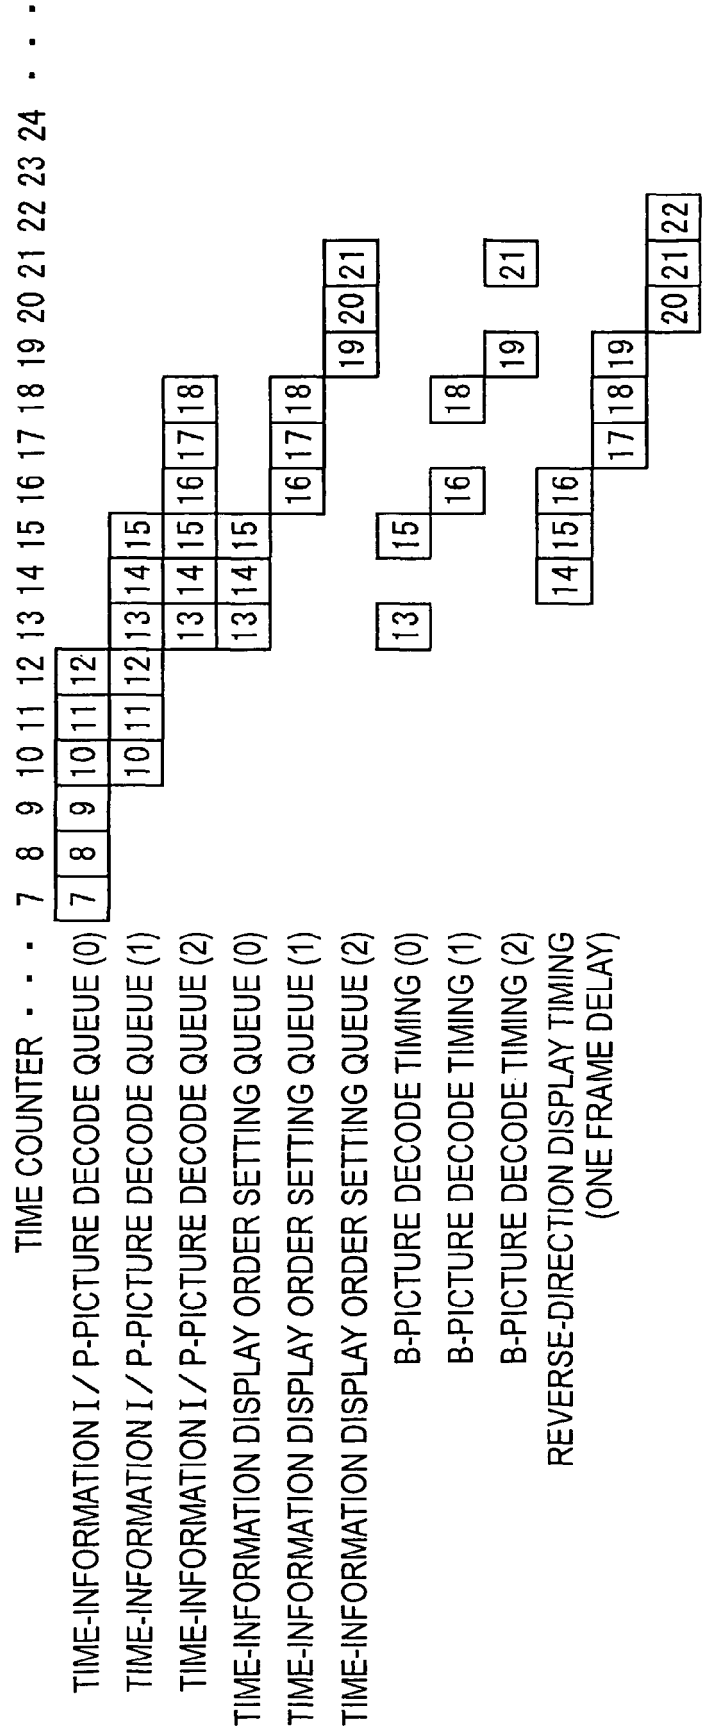 TIME COUNTER · · · 7 8 9 10 11 12 13 14 15 16 17 18 19 20 21 22 23 24 · · ·
TIME-INFORMATION I / P-PICTURE DECODE QUEUE (0) 7 8 9 10 11 12
TIME-INFORMATION I / P-PICTURE DECODE QUEUE (1) 10 11 12 13 14 15
TIME-INFORMATION I / P-PICTURE DECODE QUEUE (2) 13 14 15 16 17 18
TIME-INFORMATION DISPLAY ORDER SETTING QUEUE (0) 13 14 15
TIME-INFORMATION DISPLAY ORDER SETTING QUEUE (1) 16 17 18
TIME-INFORMATION DISPLAY ORDER SETTING QUEUE (2) 19 20 21
B-PICTURE DECODE TIMING (0) 13 15
B-PICTURE DECODE TIMING (1) 16 18
B-PICTURE DECODE TIMING (2) 19 21
REVERSE-DIRECTION DISPLAY TIMING 14 15 16
(ONE FRAME DELAY) 17 18 19
20 21 22